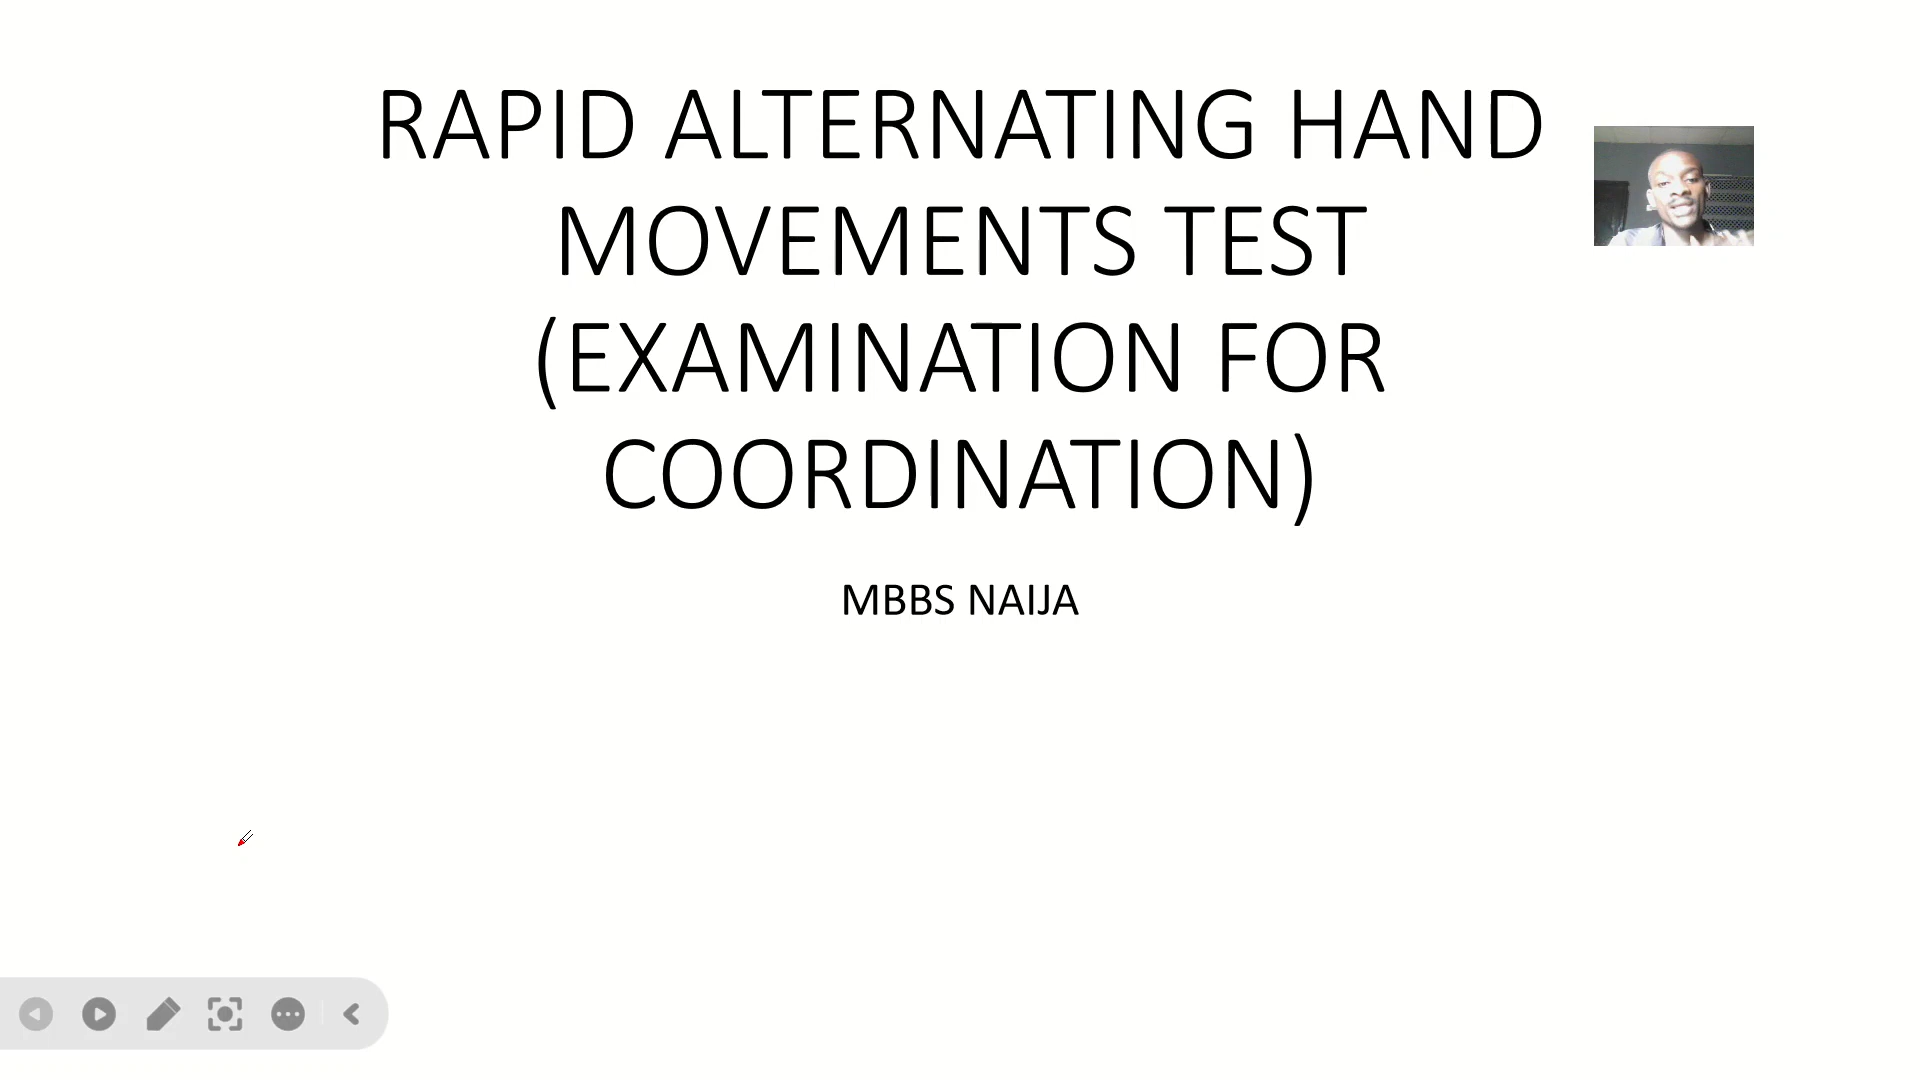 RAPID ALTERNATING HAND
MOVEMENTS TEST
(EXAMINATION FOR
COORDINATION)
MBBS NAIJA